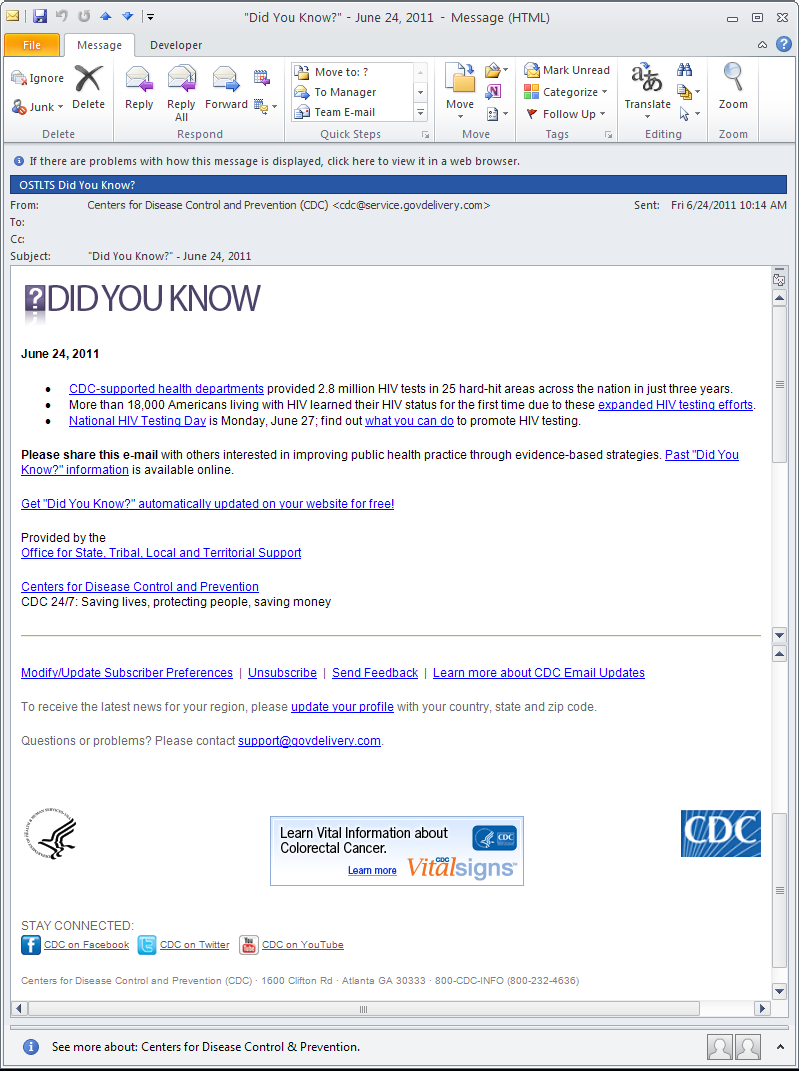 "Did You Know?" - June 24, 2011 - Message (HTML)
File Message Developer
Ignore
Junk
Delete
Delete
Reply
Reply All
Forward
Respond
Move to: ?
To Manager
Team E-mail
Quick Steps
Move
Move
Mark Unread
Categorize
Follow Up
Tags
Translate
Editing
Zoom
Zoom
If there are problems with how this message is displayed, click here to view it in a web browser.
OSTLTS Did You Know?
From: Centers for Disease Control and Prevention (CDC) <cdc@service.govdelivery.com> Sent: Fri 6/24/2011 10:14 AM
To:
Cc:
Subject: "Did You Know?" - June 24, 2011
? DID YOU KNOW
June 24, 2011
• CDC-supported health departments provided 2.8 million HIV tests in 25 hard-hit areas across the nation in just three years.
• More than 18,000 Americans living with HIV learned their HIV status for the first time due to these expanded HIV testing efforts.
• National HIV Testing Day is Monday, June 27; find out what you can do to promote HIV testing.
Please share this e-mail with others interested in improving public health practice through evidence-based strategies. Past "Did You
Know?" information is available online.
Get "Did You Know?" automatically updated on your website for free!
Provided by the
Office for State, Tribal, Local and Territorial Support
Centers for Disease Control and Prevention
CDC 24/7: Saving lives, protecting people, saving money
Modify/Update Subscriber Preferences | Unsubscribe | Send Feedback | Learn more about CDC Email Updates
To receive the latest news for your region, please update your profile with your country, state and zip code.
Questions or problems? Please contact support@govdelivery.com.
Learn Vital Information about
Colorectal Cancer.
Learn more
CDC
CDC
Vitalsigns™
CDC
STAY CONNECTED:
CDC on Facebook CDC on Twitter CDC on YouTube
Centers for Disease Control and Prevention (CDC) · 1600 Clifton Rd · Atlanta GA 30333 · 800-CDC-INFO (800-232-4636)
See more about: Centers for Disease Control & Prevention.